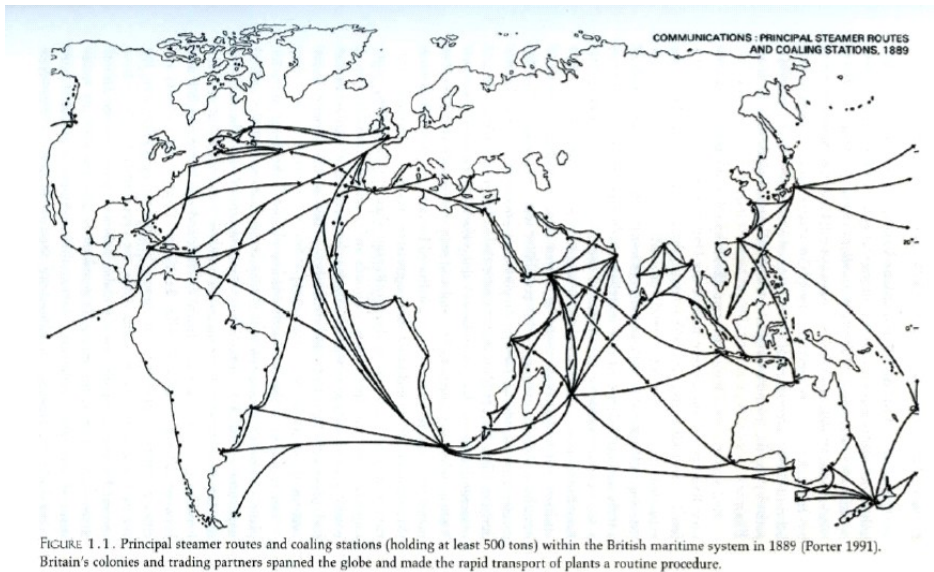 COMMUNICATIONS : PRINCIPAL STEAMER ROUTES
AND COALING STATIONS, 1889
FIGURE 1.1. Principal steamer routes and coaling stations (holding at least 500 tons) within the British maritime system in 1889 (Porter 1991).
Britain's colonies and trading partners spanned the globe and made the rapid transport of plants a routine procedure.